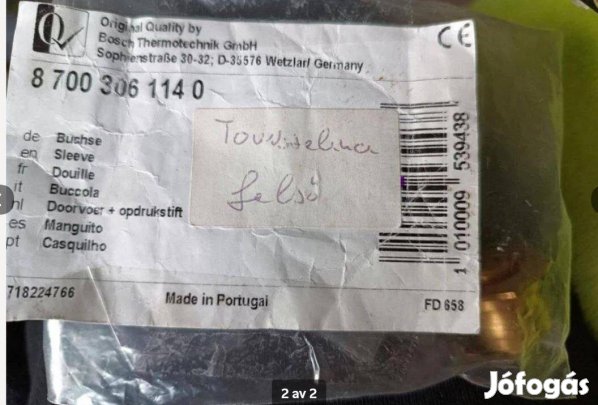 Original Quality by
Bosch Thermotechnik GmbH
Sophienstraße 30-32; D-35576 Wetzlar/ Germany
CE
8 700 306 114 0
de Buchse
en Sleeve
fr Douille
it Buccola
nl Doorvoer + opdrukstift
es Manguito
pt Casquilho
felső
1 010009 539438
718224766
Made in Portugal
FD 658
2 av 2
Jófogás